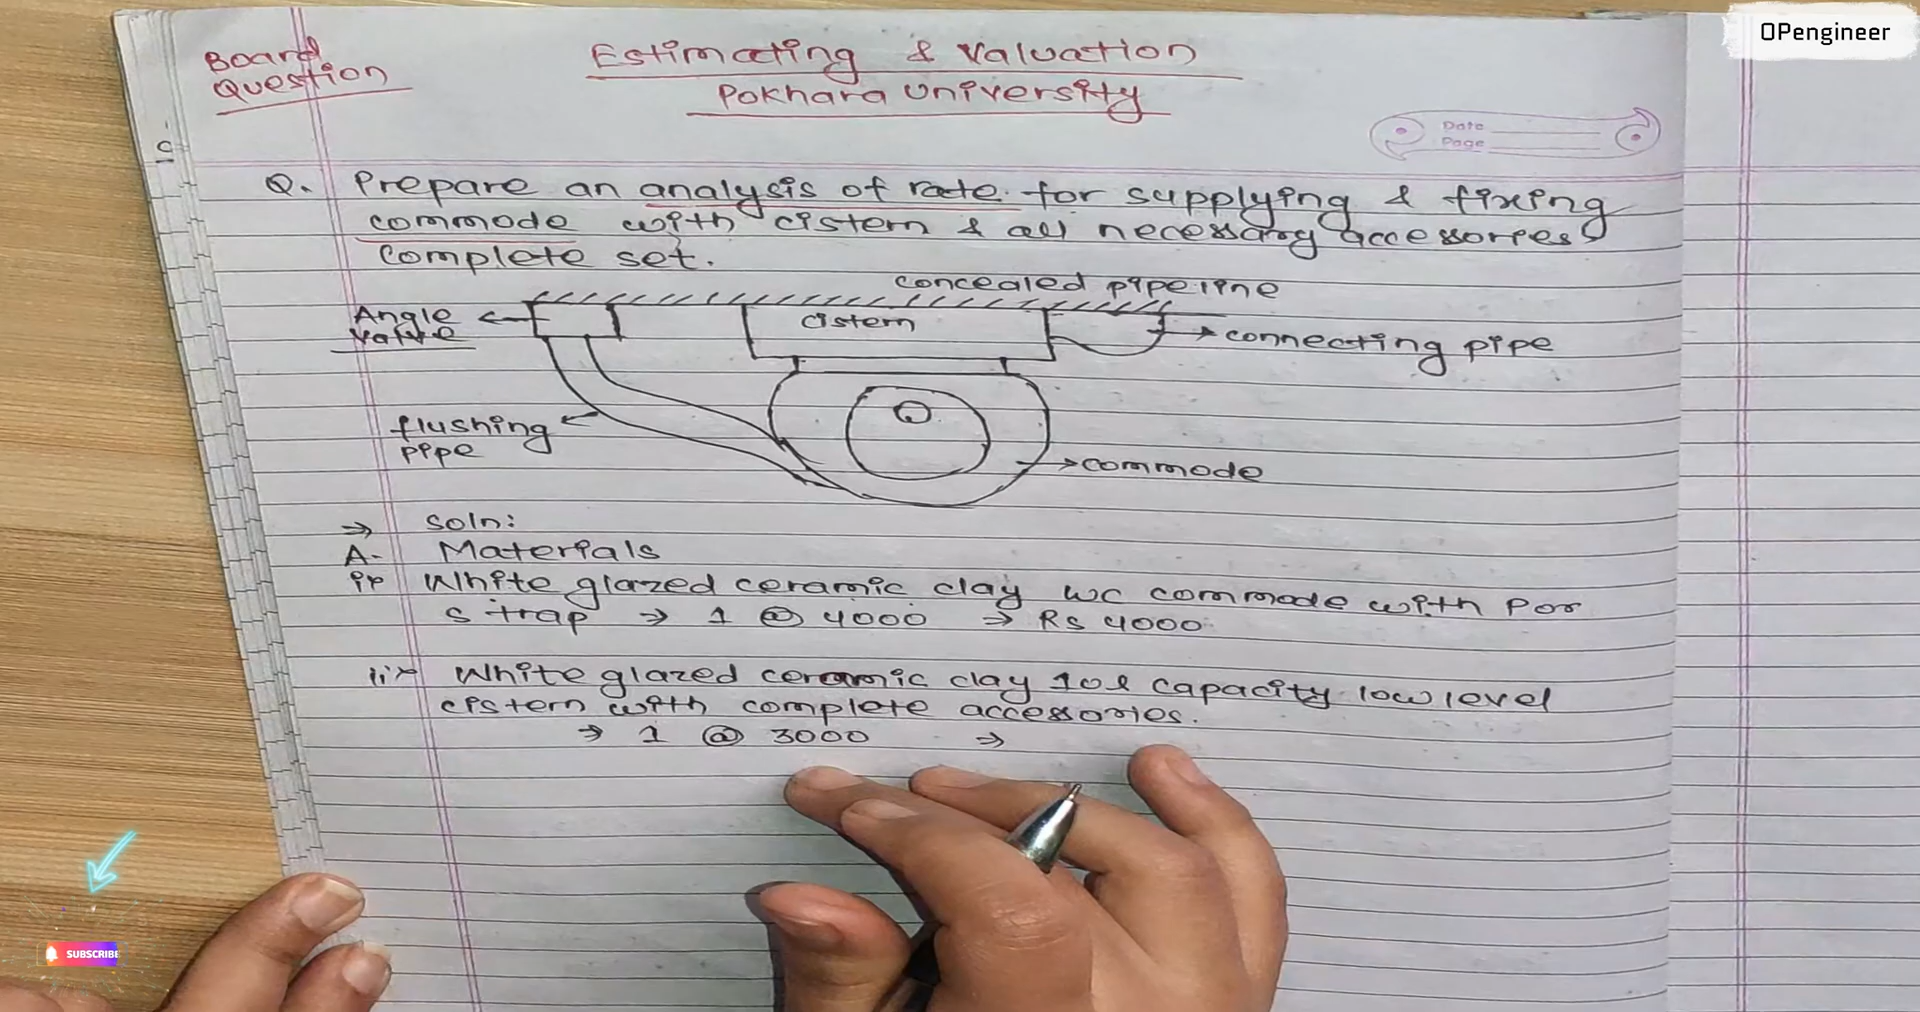 OPengineer
Board
Question
Estimating & Valuation
Pokhara University
Date
Page
Q. Prepare an analysis of rate for supplying & fixing
commode with cistern & all necessary accessories
complete set.
concealed pipeline
Angle
valve
cistern
connecting pipe
flushing
pipe
commode
⇒ Soln:
A. Materials
i) White glazed ceramic clay wc commode with P or
S trap → 1 @ 4000 ⇒ Rs 4000
ii) White glazed ceramic clay 10l capacity low level
cistern with complete accessories.
→ 1 @ 3000 ⇒
SUBSCRIBE